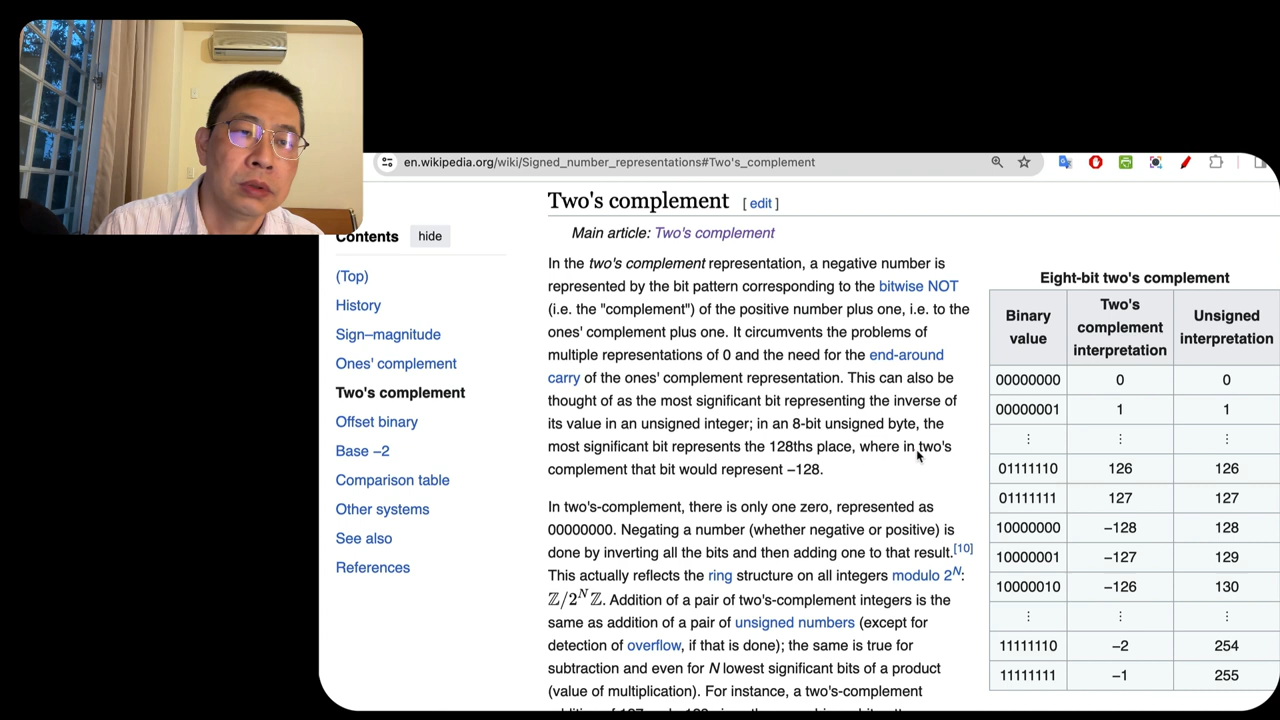 en.wikipedia.org/wiki/Signed_number_representations#Two's_complement
Contents hide
(Top)
History
Sign–magnitude
Ones' complement
Two's complement
Offset binary
Base −2
Comparison table
Other systems
See also
References
Two's complement [ edit ]
Main article: Two's complement
In the two's complement representation, a negative number is
represented by the bit pattern corresponding to the bitwise NOT
(i.e. the "complement") of the positive number plus one, i.e. to the
ones' complement plus one. It circumvents the problems of
multiple representations of 0 and the need for the end-around
carry of the ones' complement representation. This can also be
thought of as the most significant bit representing the inverse of
its value in an unsigned integer; in an 8-bit unsigned byte, the
most significant bit represents the 128ths place, where in two's
complement that bit would represent −128.
In two's-complement, there is only one zero, represented as
00000000. Negating a number (whether negative or positive) is
done by inverting all the bits and then adding one to that result.[10]
This actually reflects the ring structure on all integers modulo 2^N:
ℤ/2^Nℤ. Addition of a pair of two's-complement integers is the
same as addition of a pair of unsigned numbers (except for
detection of overflow, if that is done); the same is true for
subtraction and even for N lowest significant bits of a product
(value of multiplication). For instance, a two's-complement
Eight-bit two's complement
Binary value Two's complement interpretation Unsigned interpretation
00000000 0 0
00000001 1 1
⋮ ⋮ ⋮
01111110 126 126
01111111 127 127
10000000 −128 128
10000001 −127 129
10000010 −126 130
⋮ ⋮ ⋮
11111110 −2 254
11111111 −1 255